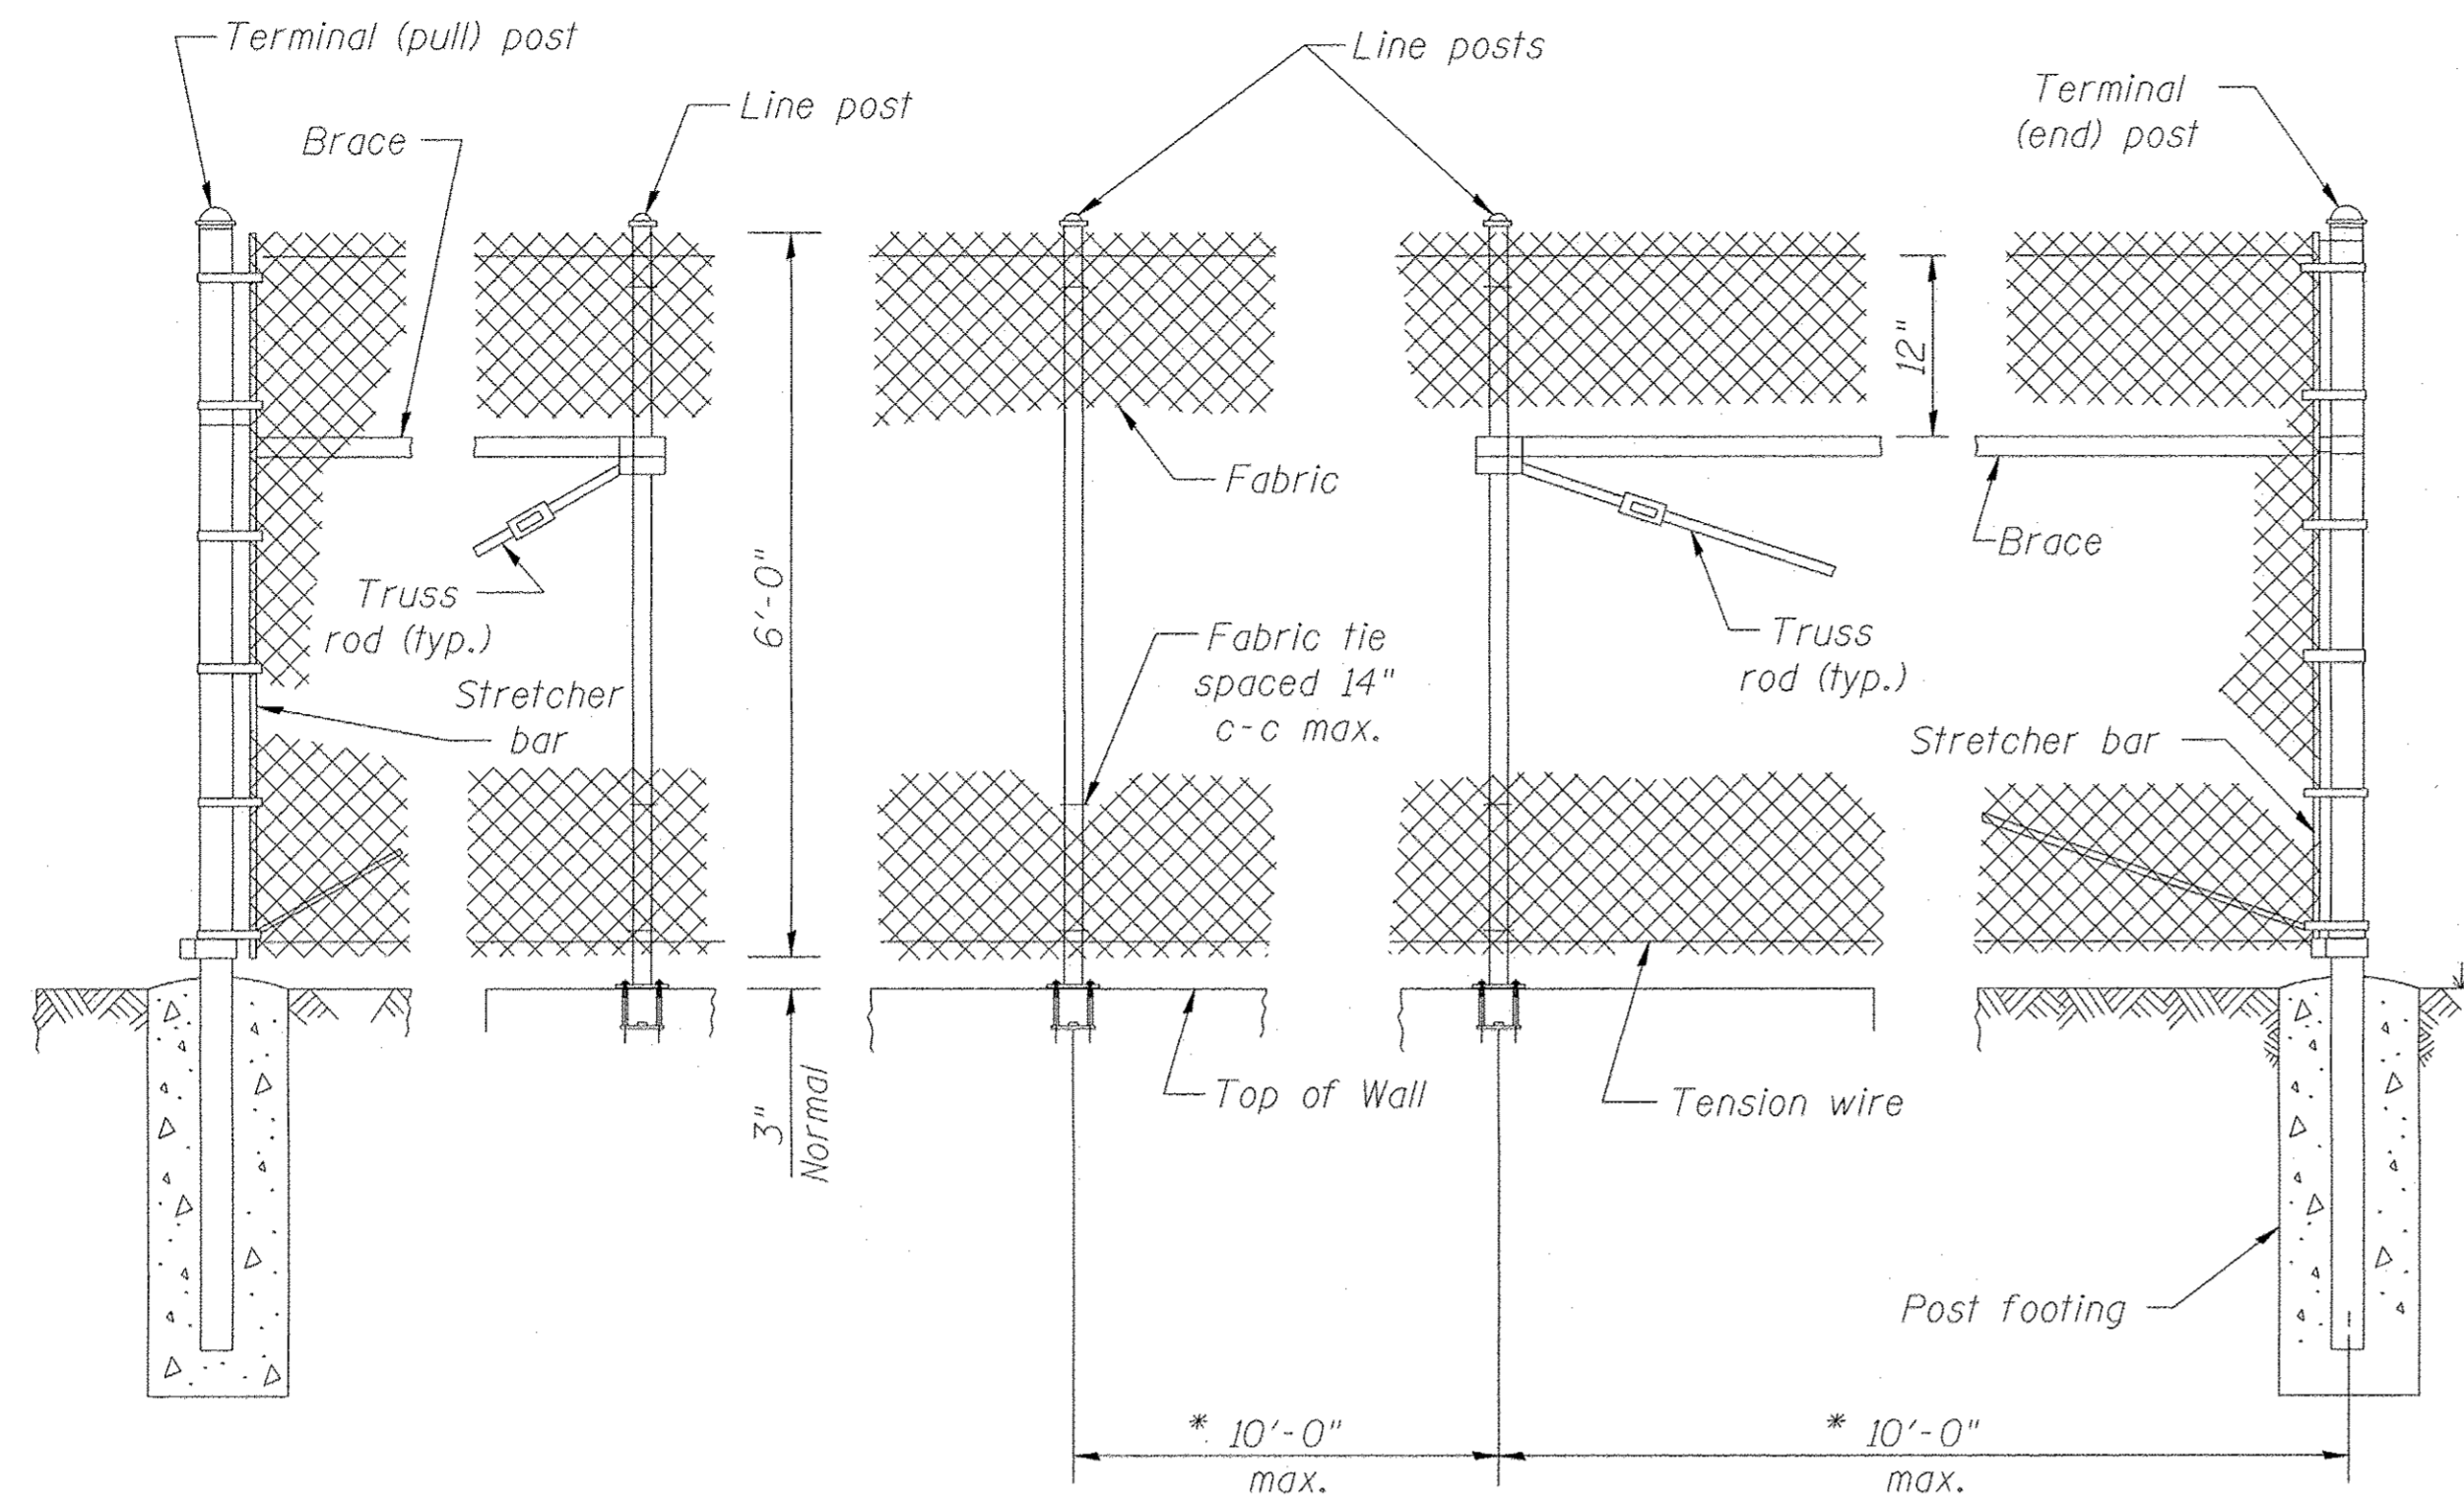 Terminal (pull) post
Line posts
Line post
Terminal
(end) post
Brace
12"
Fabric
Brace
6'-0"
Truss
rod (typ.)
Fabric tie
spaced 14"
c-c max.
Truss
rod (typ.)
Stretcher
bar
Stretcher bar
3"
Normal
Top of Wall
Tension wire
Post footing
* 10'-0"
max.
* 10'-0"
max.